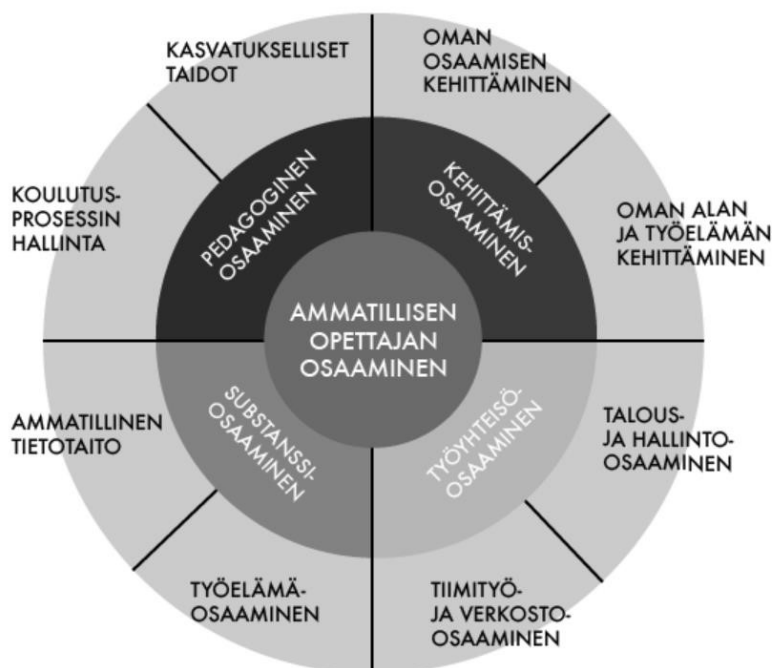 KASVATUKSELLISET
TAIDOT
OMAN
OSAAMISEN
KEHITTÄMINEN
KOULUTUS-
PROSESSIN
HALLINTA
PEDAGOGINEN
OSAAMINEN
KEHITTÄMIS-
OSAAMINEN
OMAN ALAN
JA TYÖELÄMÄN
KEHITTÄMINEN
AMMATILLISEN
OPETTAJAN
OSAAMINEN
AMMATILLINEN
TIETOTAITO
SUBSTANSSI-
OSAAMINEN
TYÖYHTEISÖ-
OSAAMINEN
TALOUS-
JA HALLINTO-
OSAAMINEN
TYÖELÄMÄ-
OSAAMINEN
TIIMITYÖ-
JA VERKOSTO-
OSAAMINEN